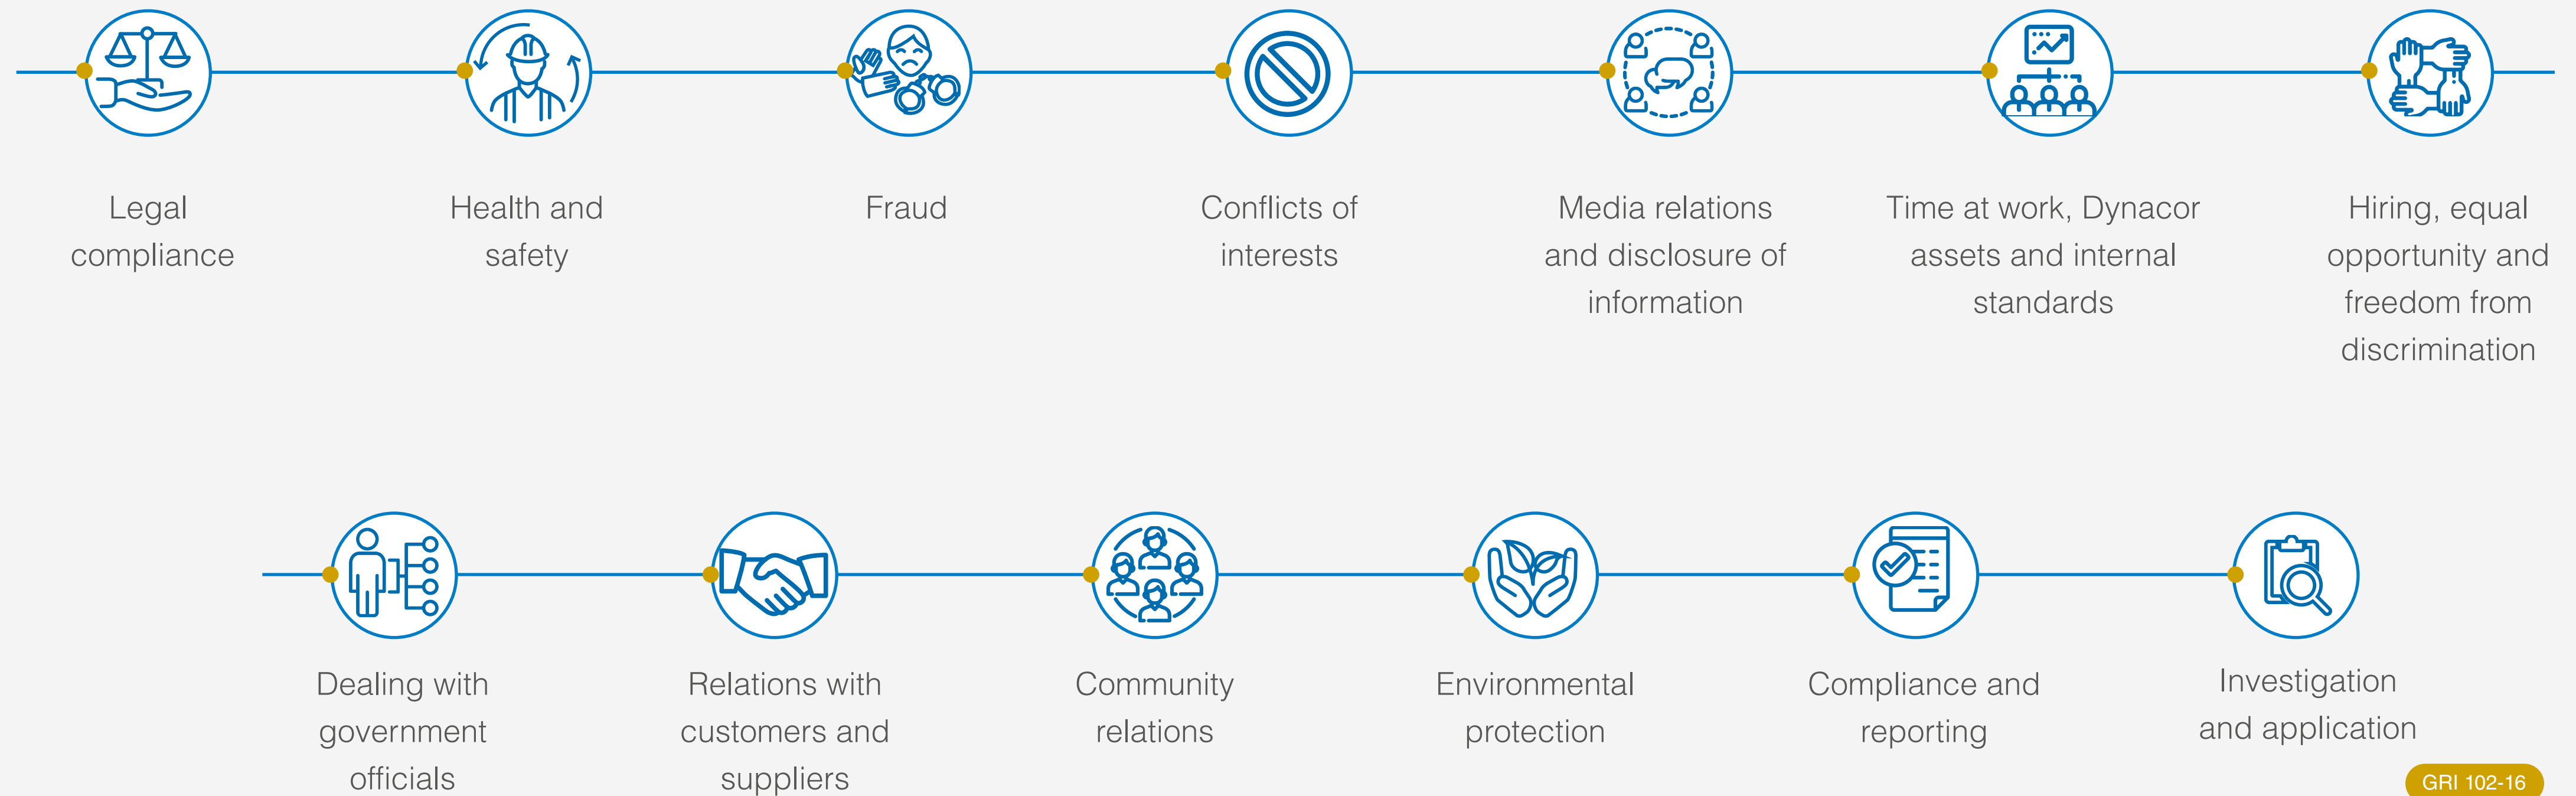 Legal
compliance
Health and
safety
Fraud
Conflicts of
interests
Media relations
and disclosure of
information
Time at work, Dynacor
assets and internal
standards
Hiring, equal
opportunity and
freedom from
discrimination
Dealing with
government
officials
Relations with
customers and
suppliers
Community
relations
Environmental
protection
Compliance and
reporting
Investigation
and application
GRI 102-16